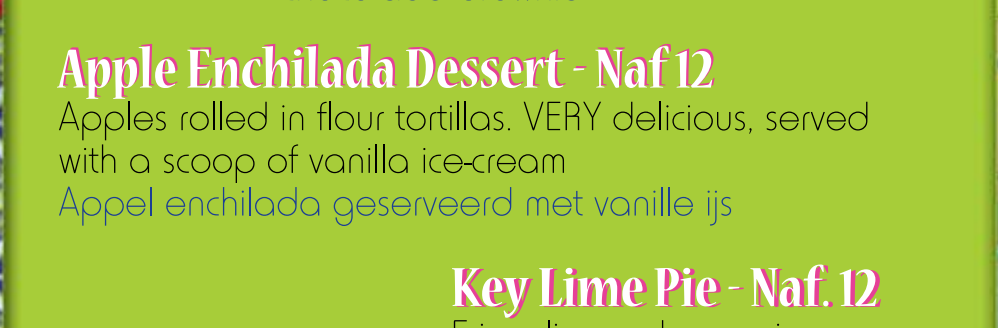 Apple Enchilada Dessert - Naf 12
Apples rolled in flour tortillas. VERY delicious, served
with a scoop of vanilla ice-cream
Appel enchilada geserveerd met vanille ijs
Key Lime Pie - Naf. 12